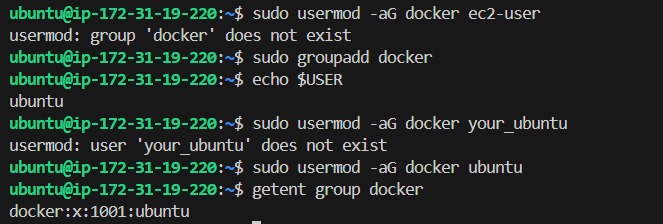 ubuntu@ip-172-31-19-220:~$ sudo usermod -aG docker ec2-user
usermod: group 'docker' does not exist
ubuntu@ip-172-31-19-220:~$ sudo groupadd docker
ubuntu@ip-172-31-19-220:~$ echo $USER
ubuntu
ubuntu@ip-172-31-19-220:~$ sudo usermod -aG docker your_ubuntu
usermod: user 'your_ubuntu' does not exist
ubuntu@ip-172-31-19-220:~$ sudo usermod -aG docker ubuntu
ubuntu@ip-172-31-19-220:~$ getent group docker
docker:x:1001:ubuntu